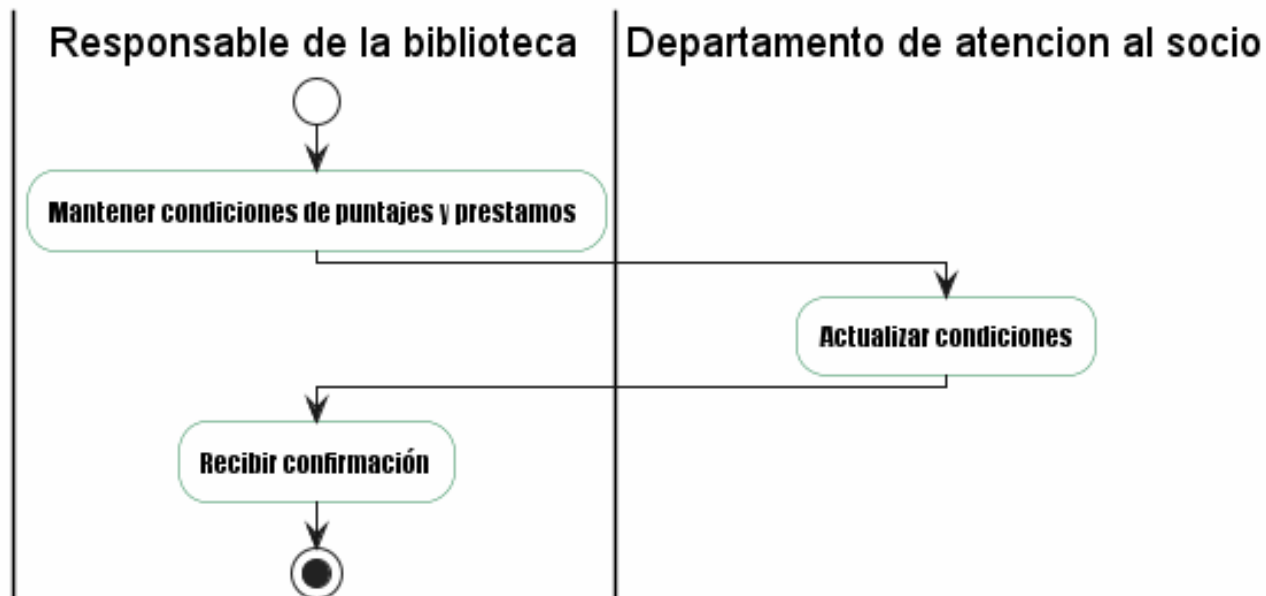 Responsable de la biblioteca
Departamento de atencion al socio
Mantener condiciones de puntajes y prestamos
Actualizar condiciones
Recibir confirmación